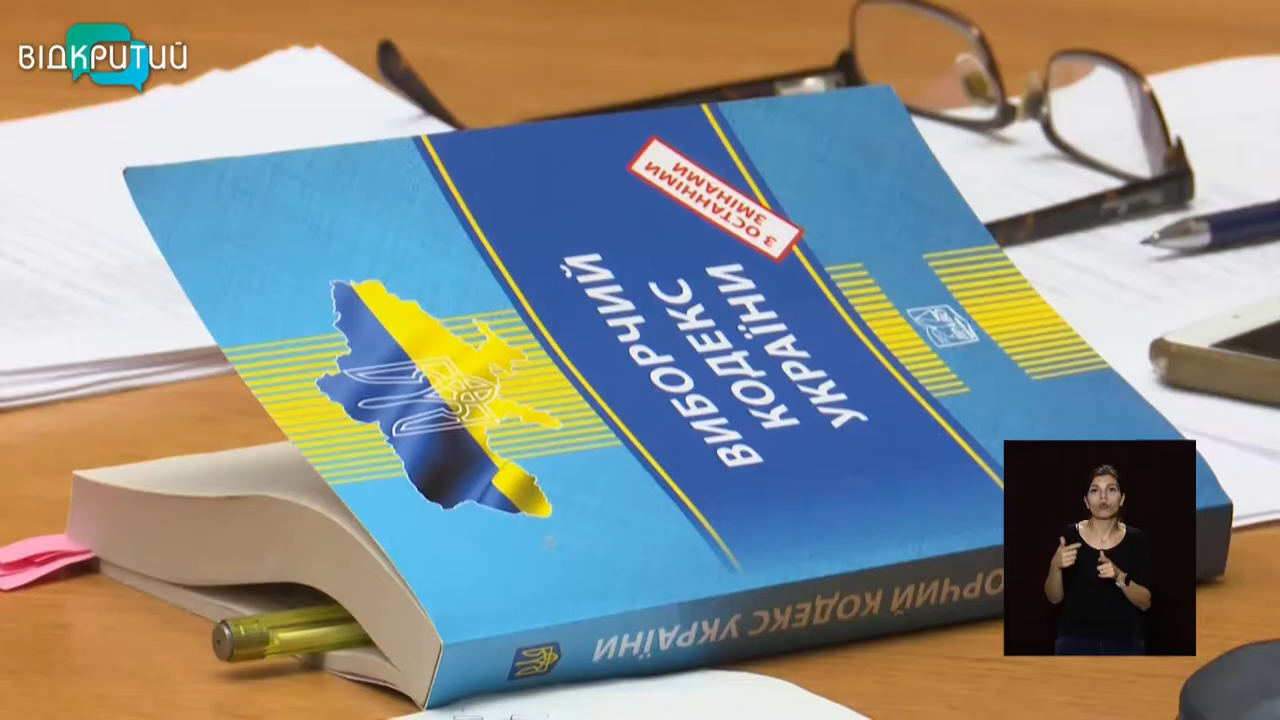 ВІДКРИТИЙ
З ОСТАННІМИ
ЗМІНАМИ
ВИБОРЧИЙ
КОДЕКС
УКРАЇНИ
ОРЧИЙ КОДЕКС УКРАЇНИ